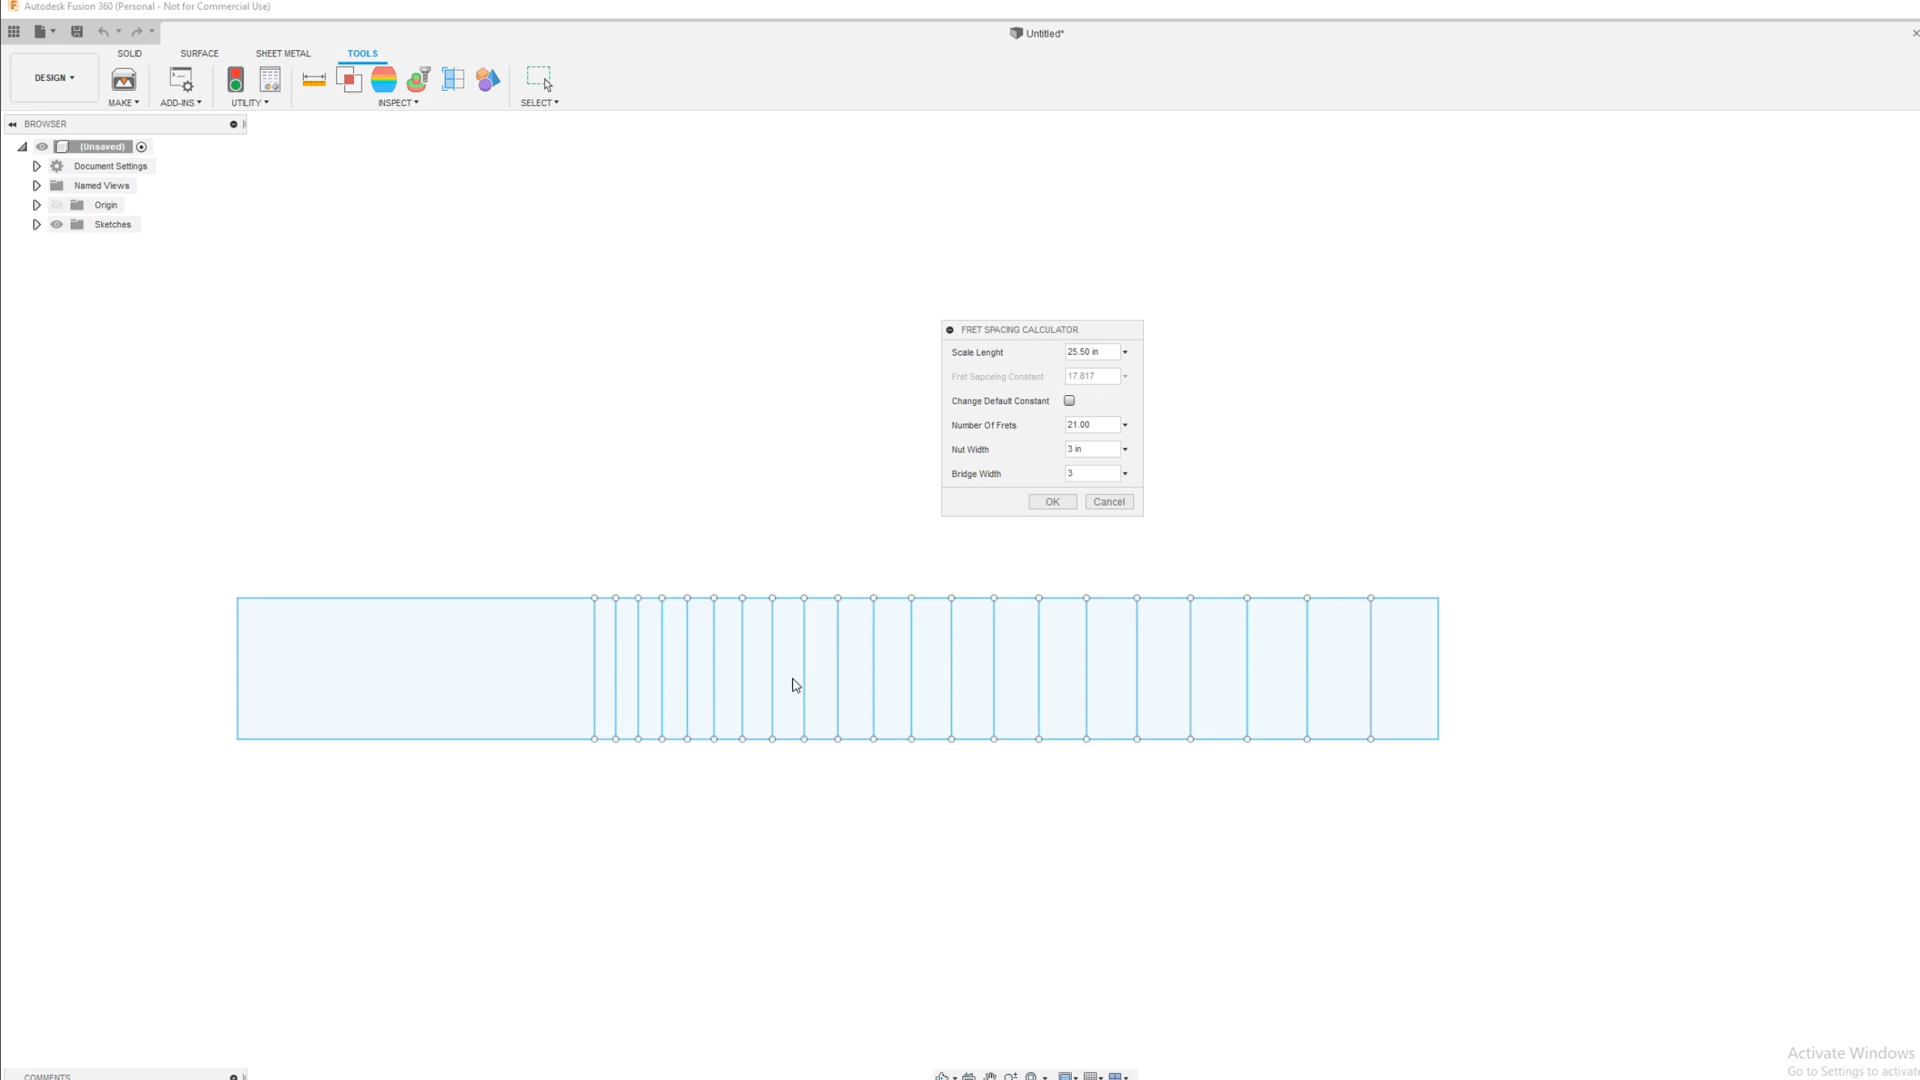 Autodesk Fusion 360 (Personal - Not for Commercial Use)
Untitled*
SOLID SURFACE SHEET METAL TOOLS
DESIGN
MAKE ADD-INS UTILITY INSPECT SELECT
BROWSER
(Unsaved)
Document Settings
Named Views
Origin
Sketches
FRET SPACING CALCULATOR
Scale Lenght 25.50 in
Fret Sapceing Constant 17.817
Change Default Constant
Number Of Frets 21.00
Nut Width 3 in
Bridge Width 3
OK Cancel
Activate Windows
Go to Settings to activate
COMMENTS